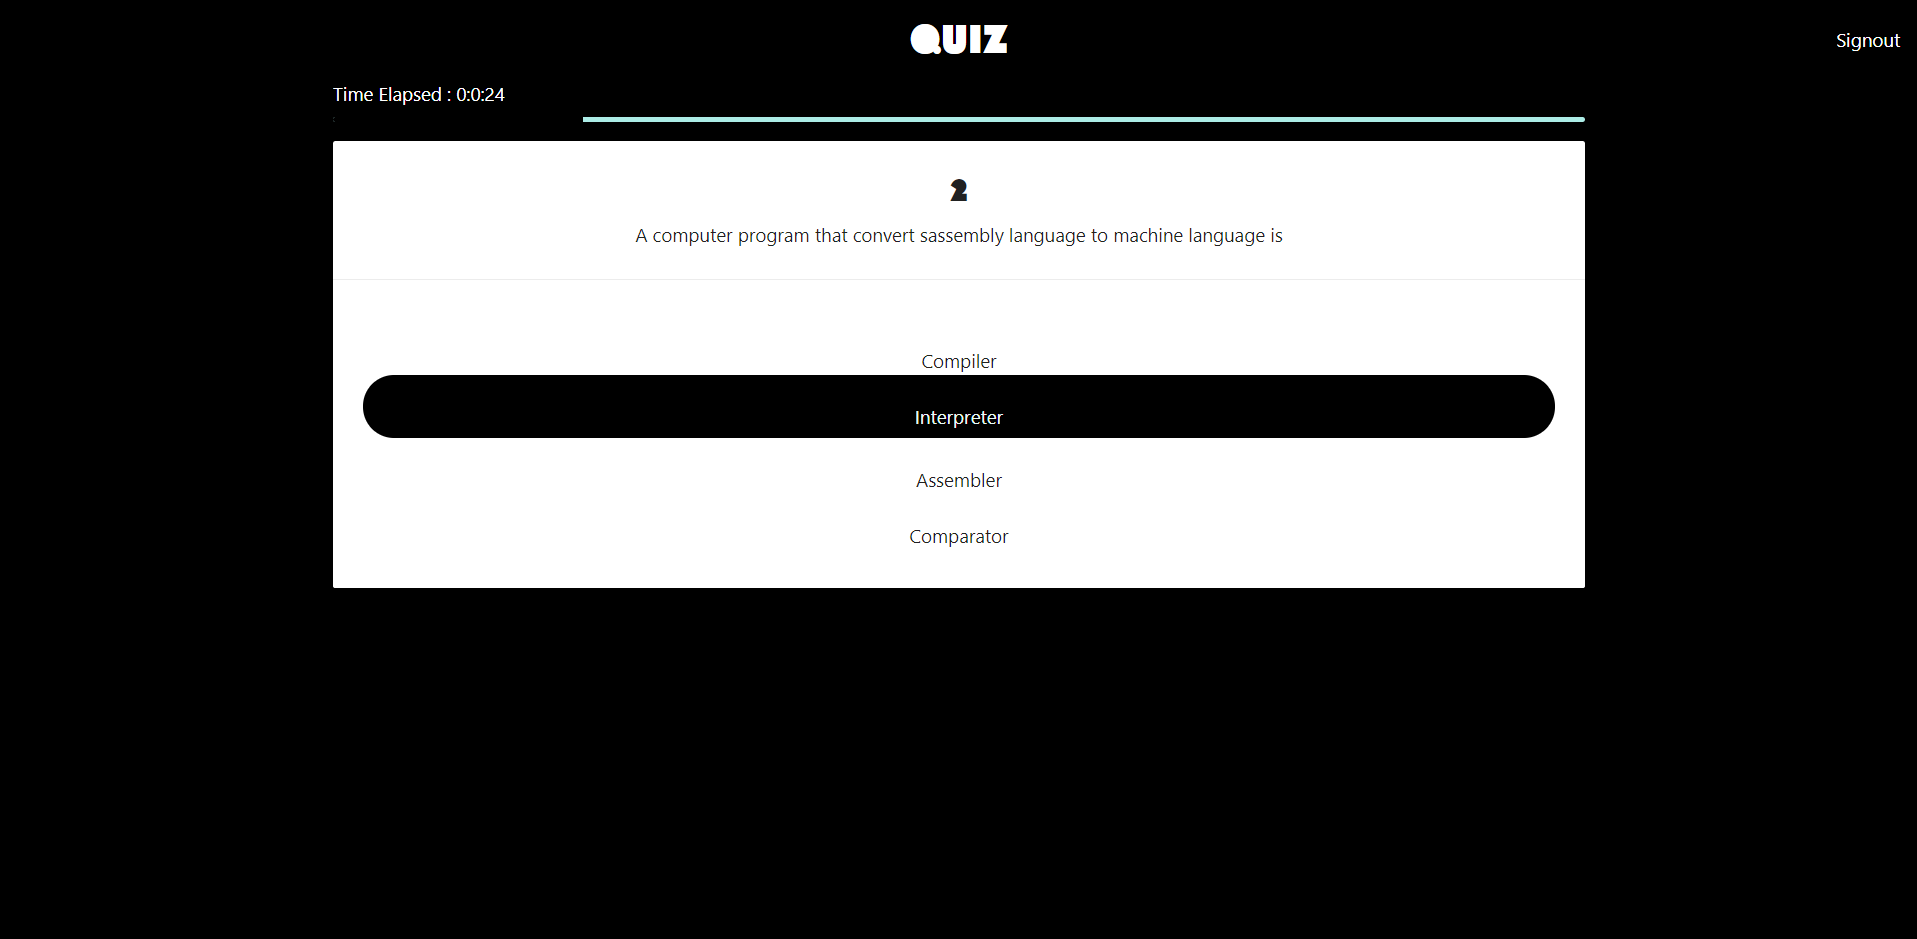 QUIZ
Signout
Time Elapsed : 0:0:24
2
A computer program that convert sassembly language to machine language is
Compiler
Interpreter
Assembler
Comparator